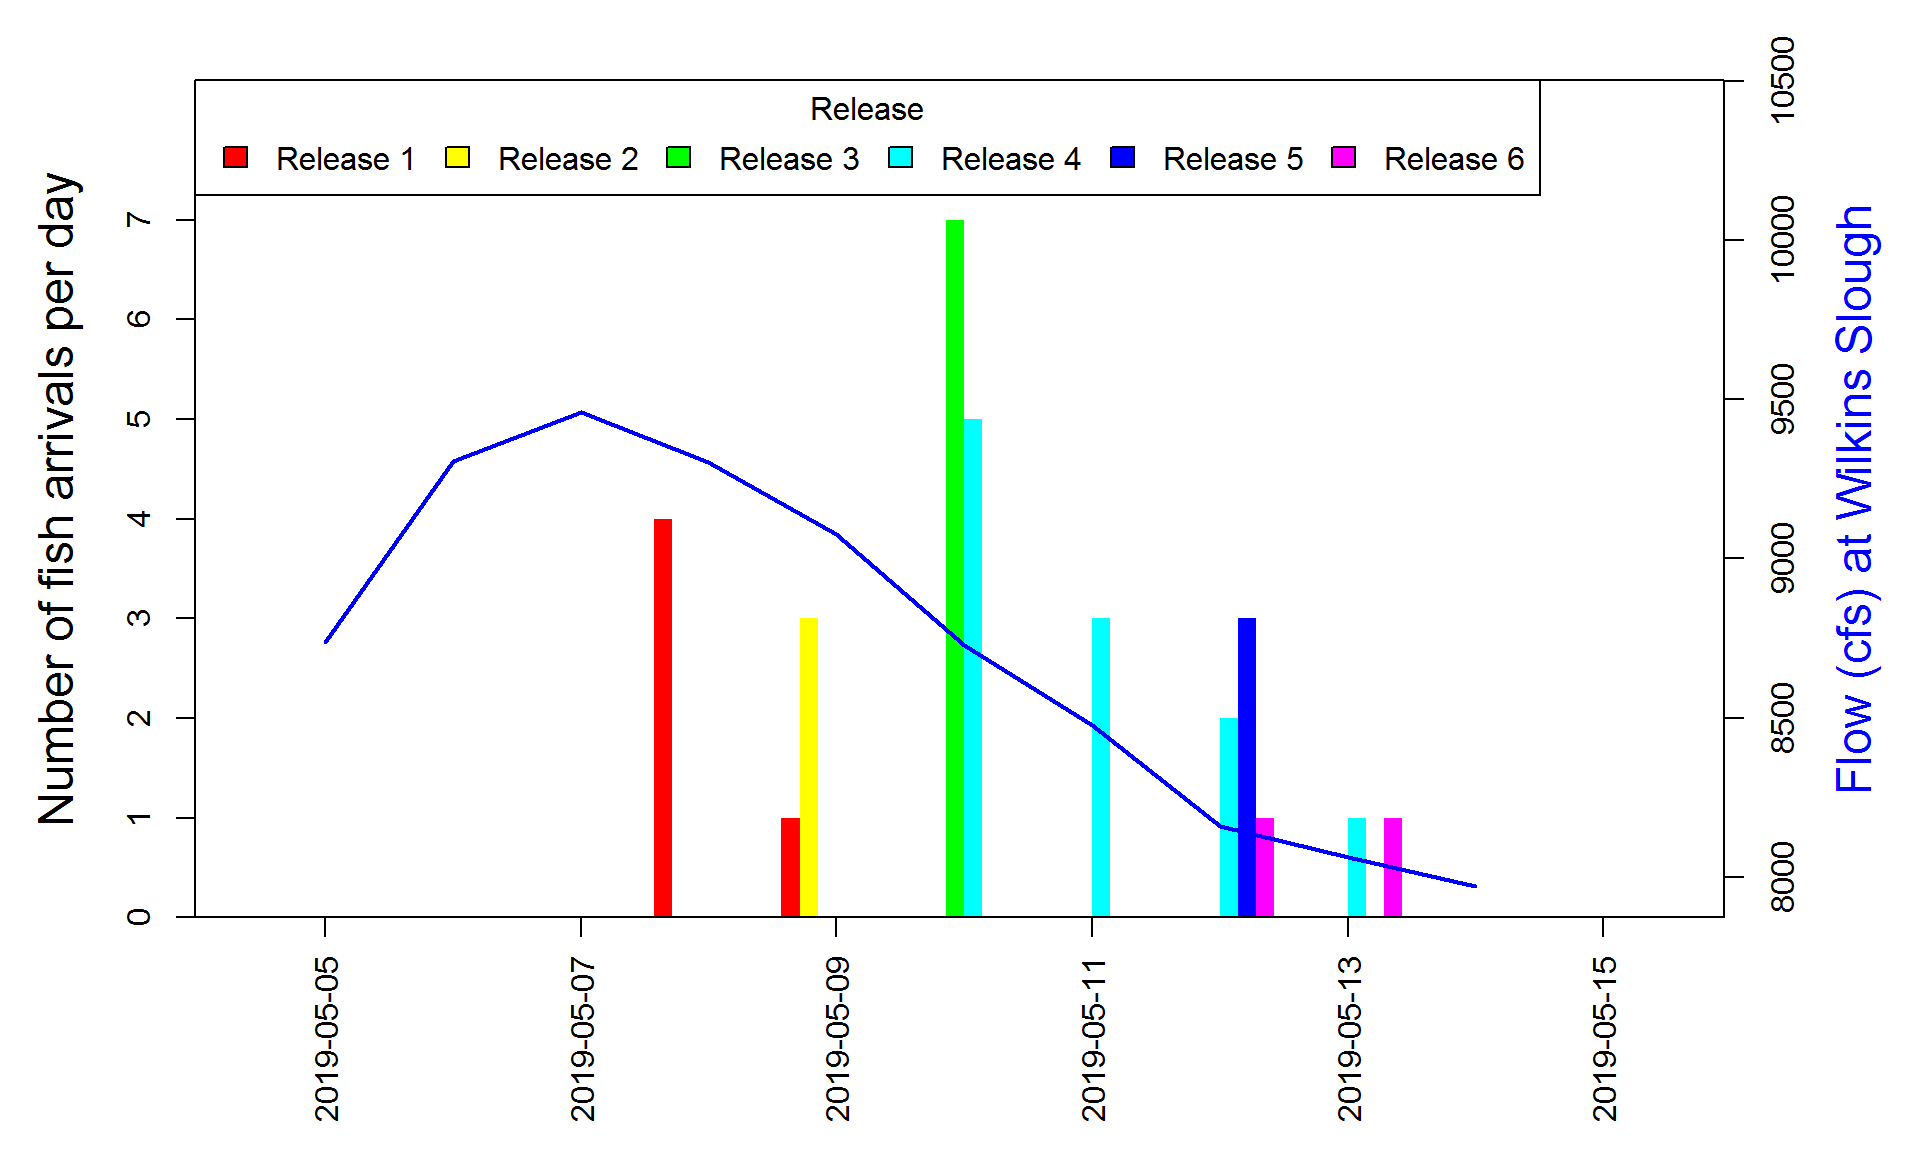 Release
Release 1 Release 2 Release 3 Release 4 Release 5 Release 6
Number of fish arrivals per day
7
6
5
4
3
2
1
0
10500
10000
9500
9000
8500
8000
Flow (cfs) at Wilkins Slough
2019-05-05 2019-05-07 2019-05-09 2019-05-11 2019-05-13 2019-05-15